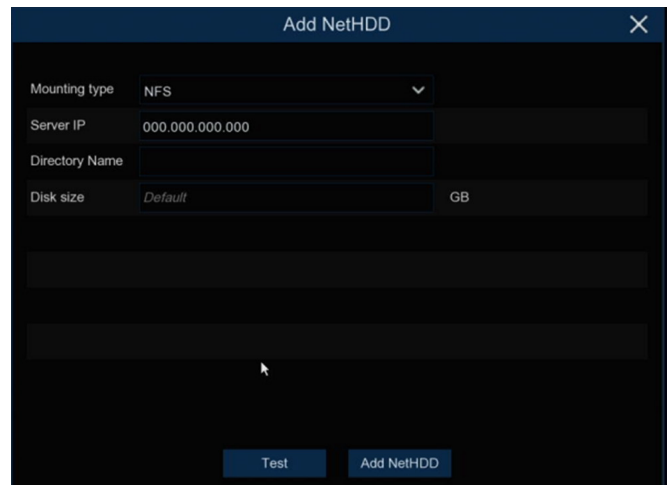 Add NetHDD
Mounting type NFS
Server IP 000.000.000.000
Directory Name
Disk size Default GB
Test Add NetHDD